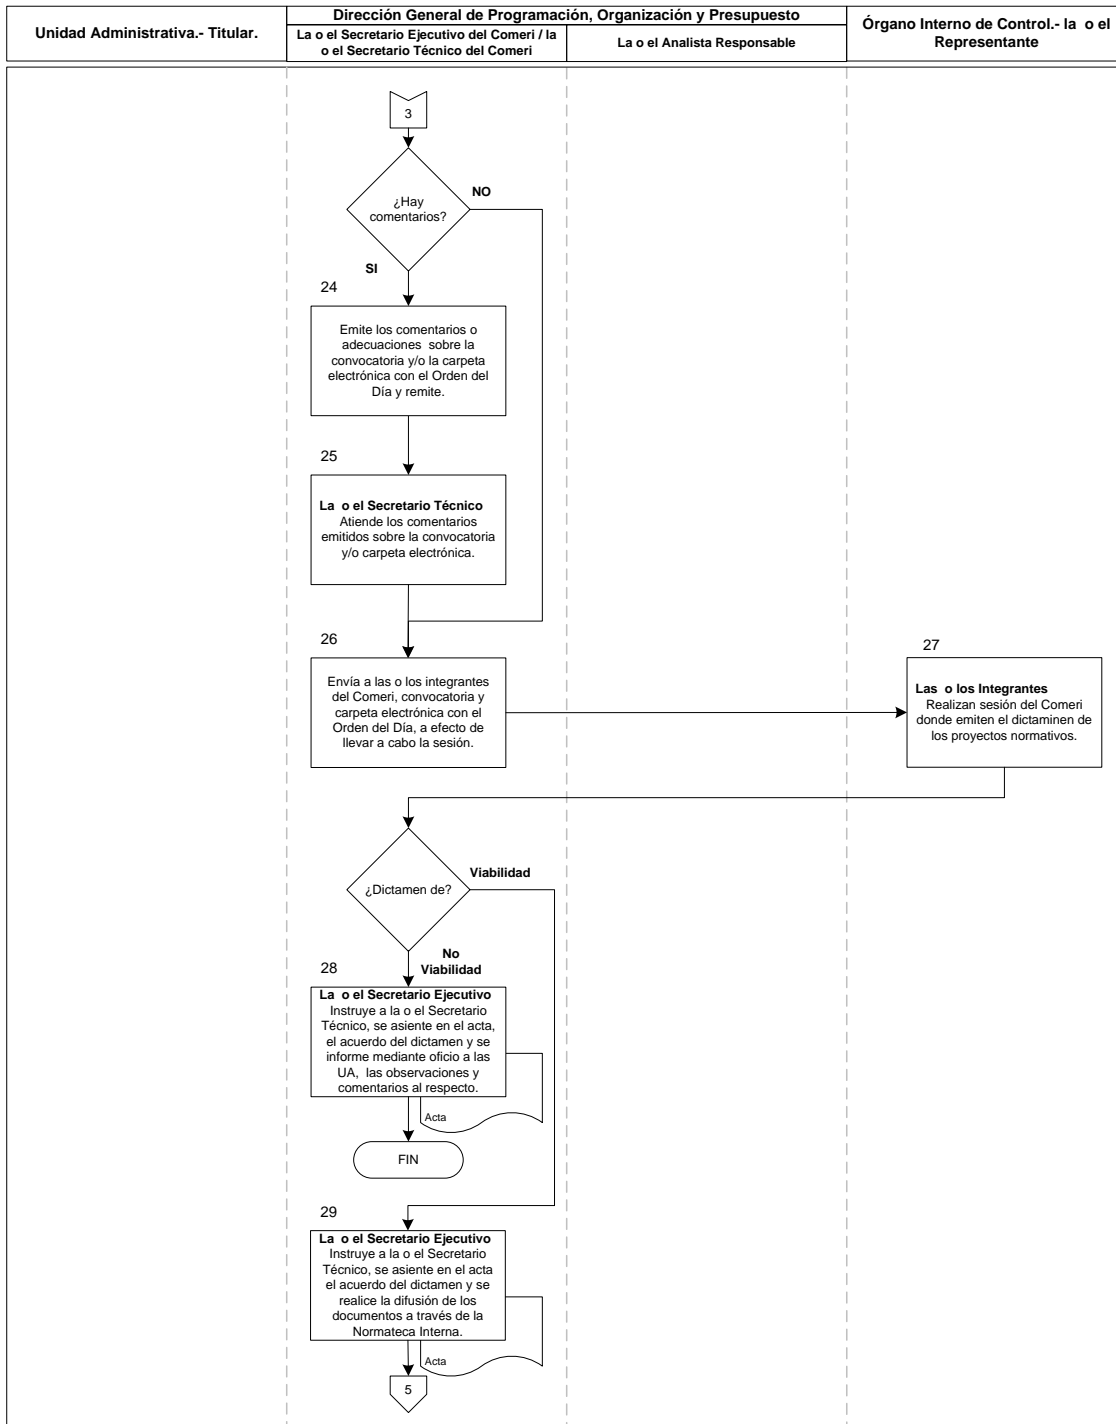 Unidad Administrativa.- Titular.
Dirección General de Programación, Organización y Presupuesto
La o el Secretario Ejecutivo del Comeri / la
o el Secretario Técnico del Comeri
La o el Analista Responsable
Órgano Interno de Control.- la o el
Representante
3
¿Hay
comentarios?
NO
SI
24
Emite los comentarios o
adecuaciones sobre la
convocatoria y/o la carpeta
electrónica con el Orden del
Día y remite.
25
La o el Secretario Técnico
Atiende los comentarios
emitidos sobre la convocatoria
y/o carpeta electrónica.
26
Envía a las o los integrantes
del Comeri, convocatoria y
carpeta electrónica con el
Orden del Día, a efecto de
llevar a cabo la sesión.
27
Las o los Integrantes
Realizan sesión del Comeri
donde emiten el dictaminen de
los proyectos normativos.
¿Dictamen de?
Viabilidad
No
Viabilidad
28
La o el Secretario Ejecutivo
Instruye a la o el Secretario
Técnico, se asiente en el acta,
el acuerdo del dictamen y se
informe mediante oficio a las
UA, las observaciones y
comentarios al respecto.
Acta
FIN
29
La o el Secretario Ejecutivo
Instruye a la o el Secretario
Técnico, se asiente en el acta
el acuerdo del dictamen y se
realice la difusión de los
documentos a través de la
Normateca Interna.
Acta
5